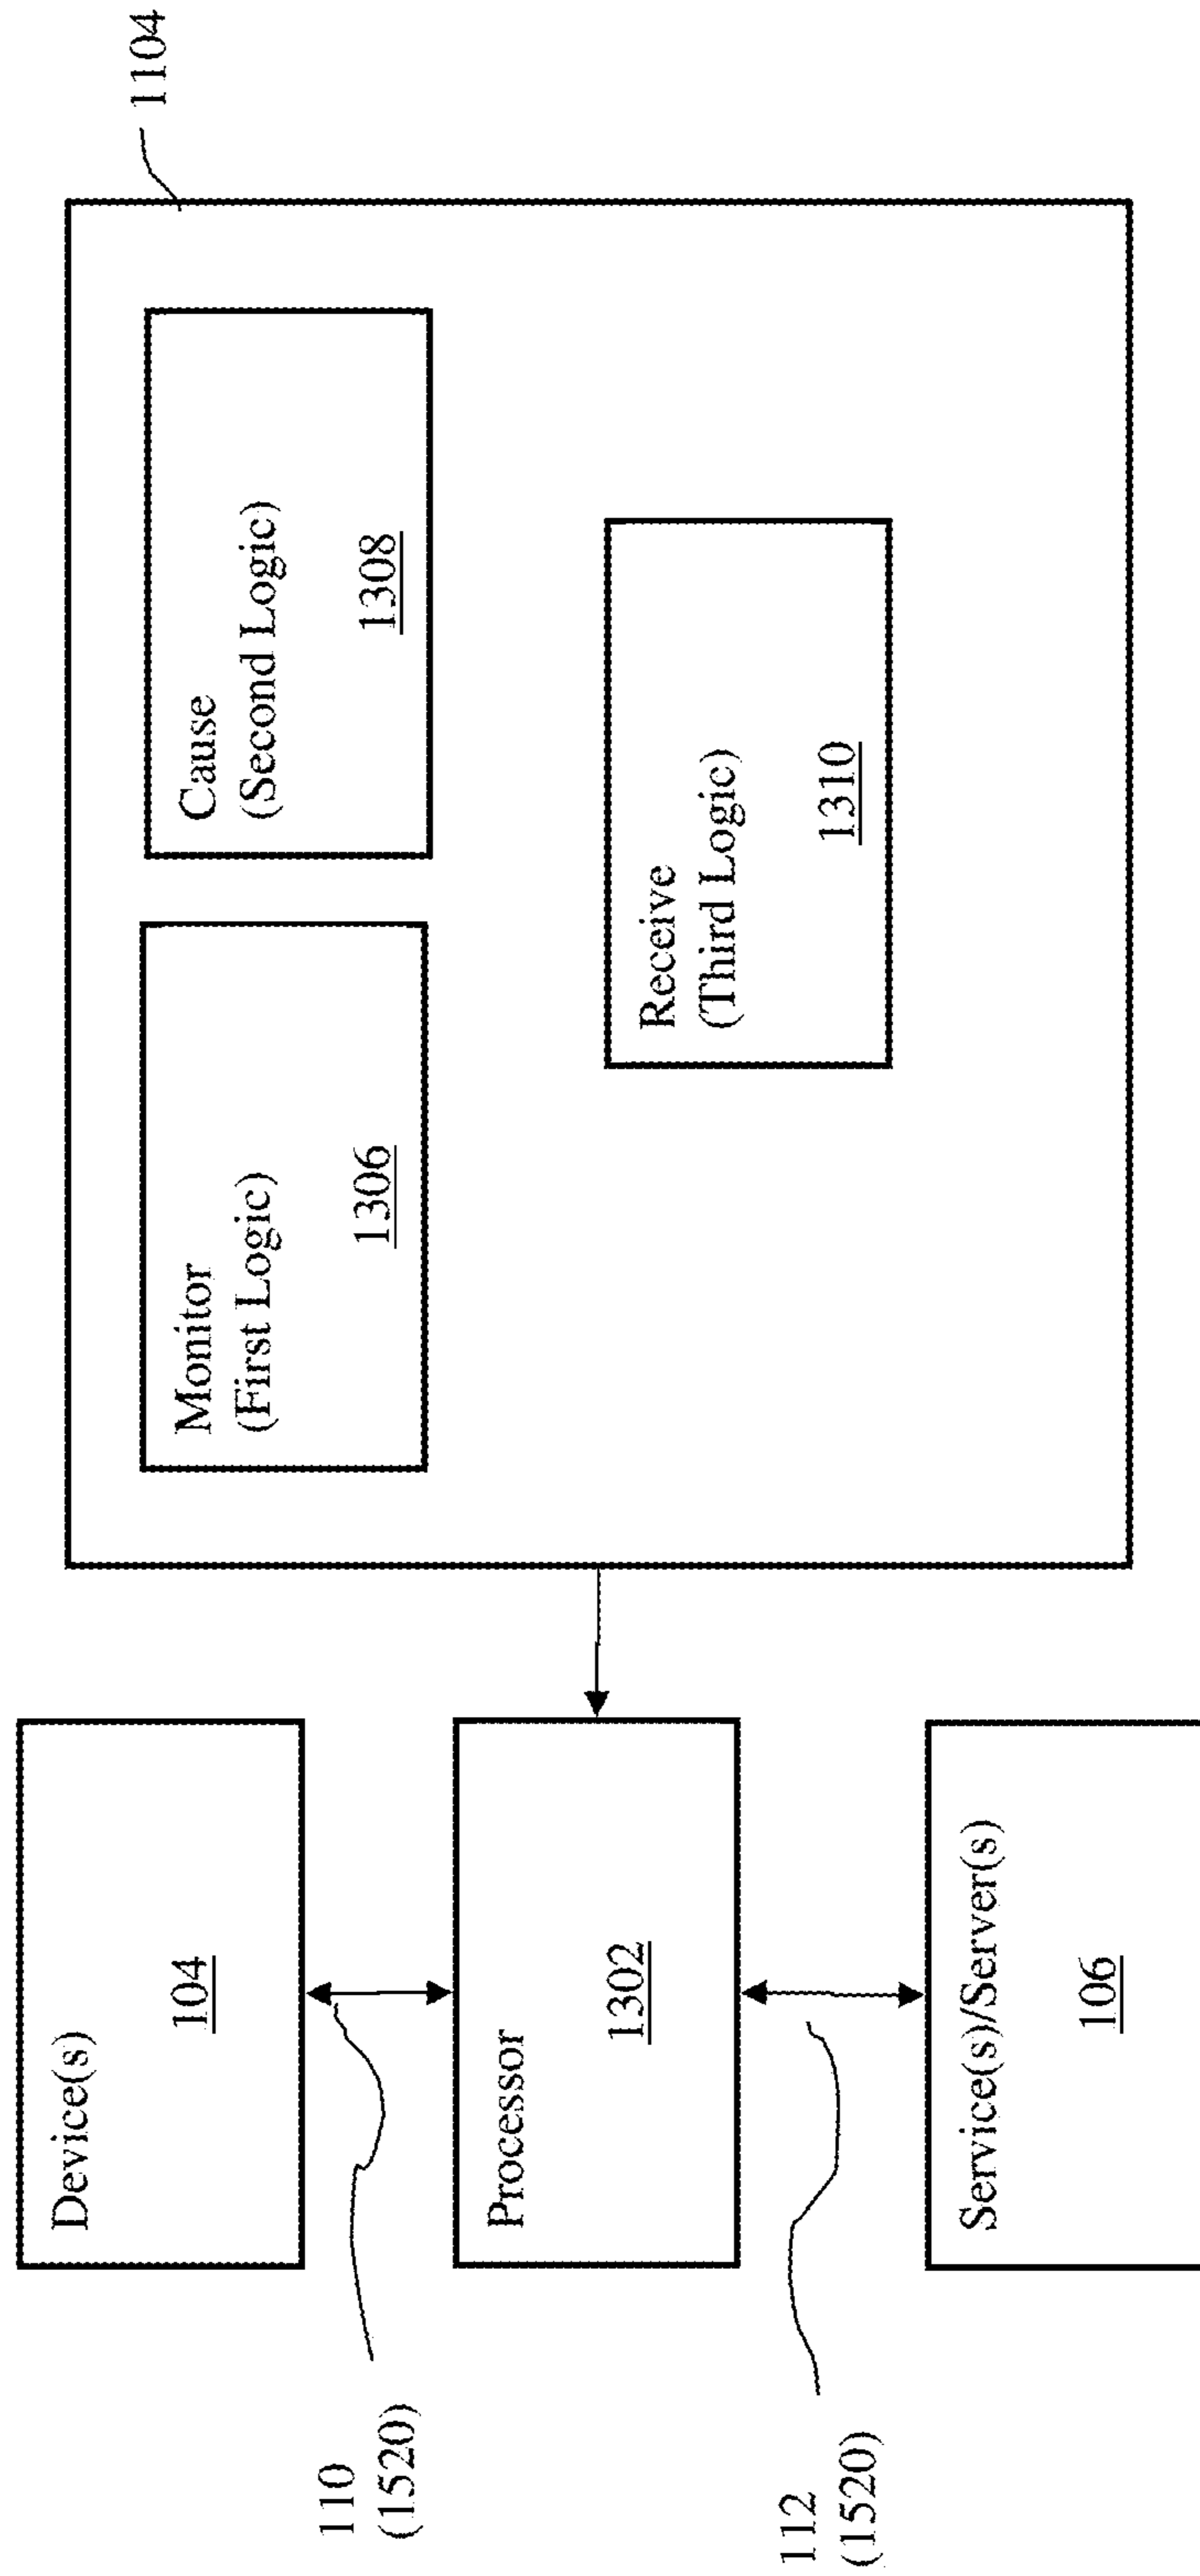 Device(s)
104
110
(1520)
Processor
1302
112
(1520)
Service(s)/Server(s)
106
1104
Monitor
(First Logic)
1306
Cause
(Second Logic)
1308
Receive
(Third Logic)
1310